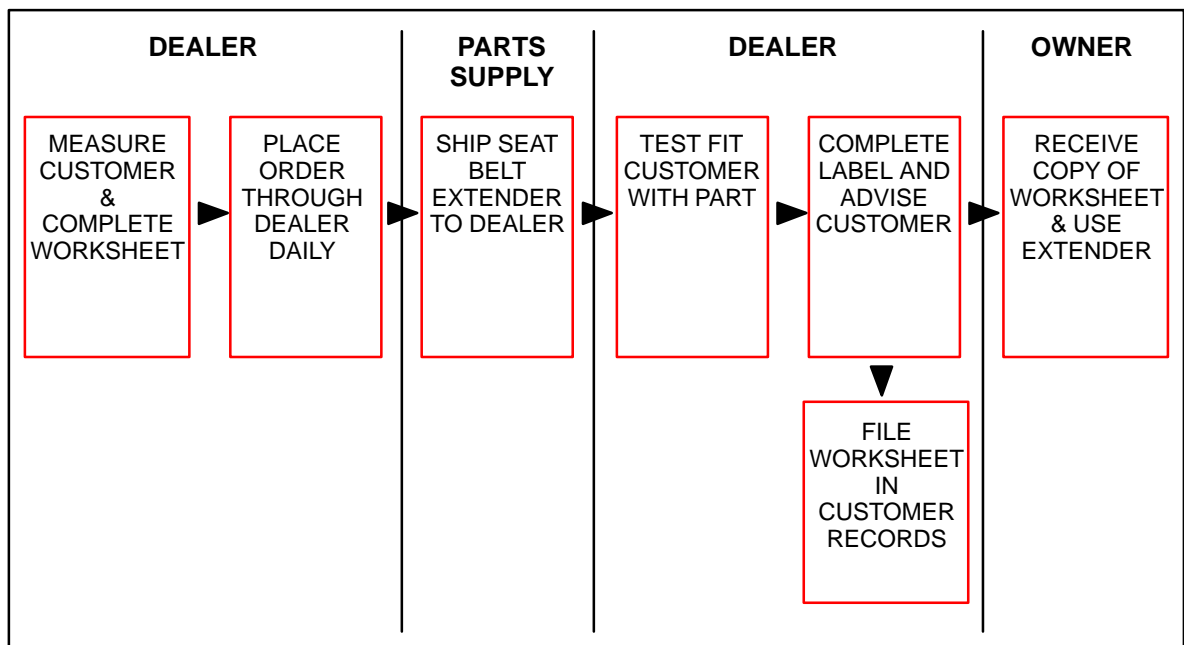 DEALER
PARTS
SUPPLY
DEALER
OWNER
MEASURE
CUSTOMER
&
COMPLETE
WORKSHEET
PLACE
ORDER
THROUGH
DEALER
DAILY
SHIP SEAT
BELT
EXTENDER
TO DEALER
TEST FIT
CUSTOMER
WITH PART
COMPLETE
LABEL AND
ADVISE
CUSTOMER
RECEIVE
COPY OF
WORKSHEET
& USE
EXTENDER
FILE
WORKSHEET
IN
CUSTOMER
RECORDS